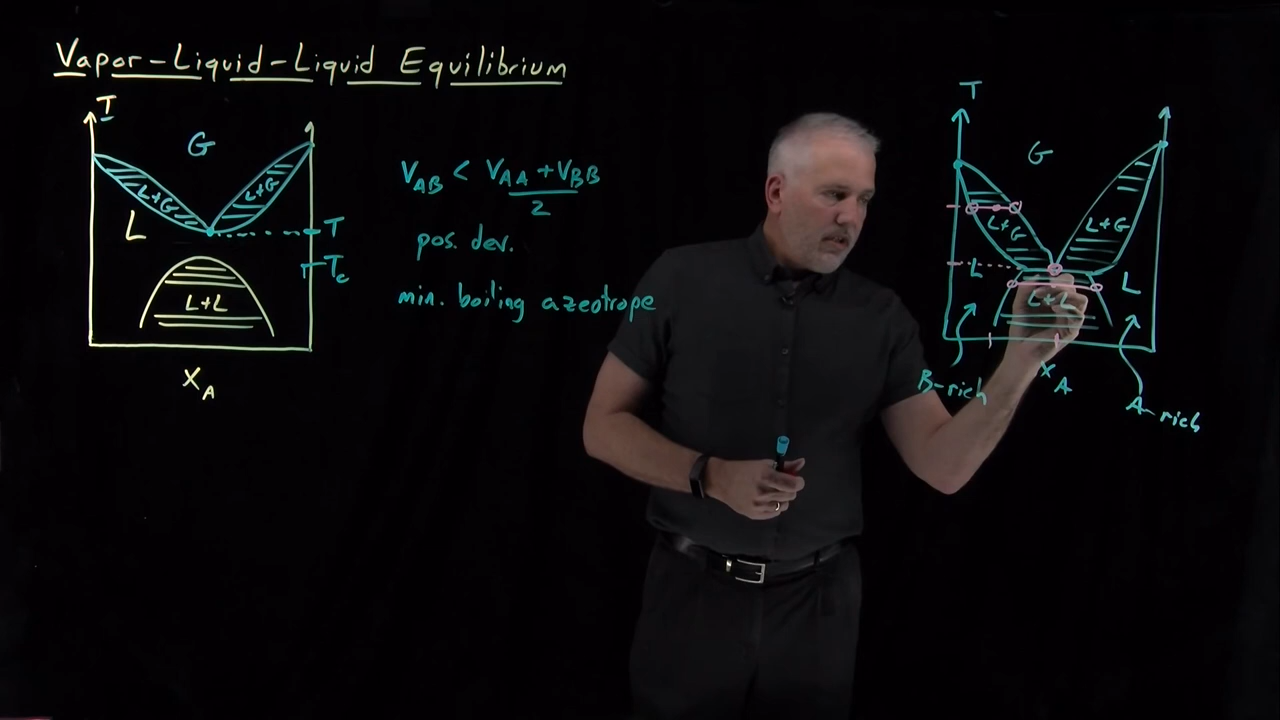 Vapor-Liquid-Liquid Equilibrium
T
G
L+G
L+G
L
T
Tc
L+L
XA
VAB < VAA + VBB
2
pos. dev.
min. boiling azeotrope
T
G
L+G
L+G
L
L
L+L
B-rich
XA
A-rich